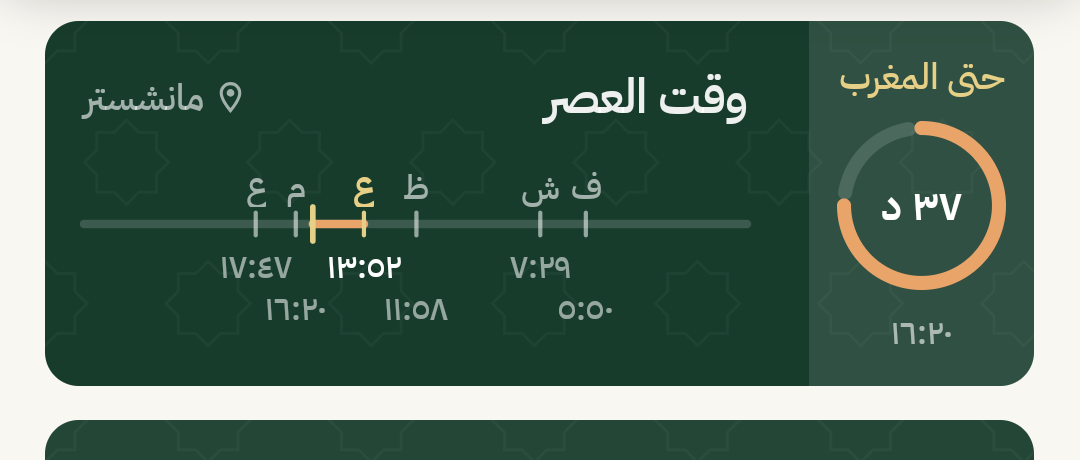 حتى المغرب
٣٧ د
١٦:٢٠
وقت العصر
مانشستر
ف ش ظ ع م ع
٧:٢٩ ١٣:٥٢ ١٧:٤٧
٥:٥٠ ١١:٥٨ ١٦:٢٠